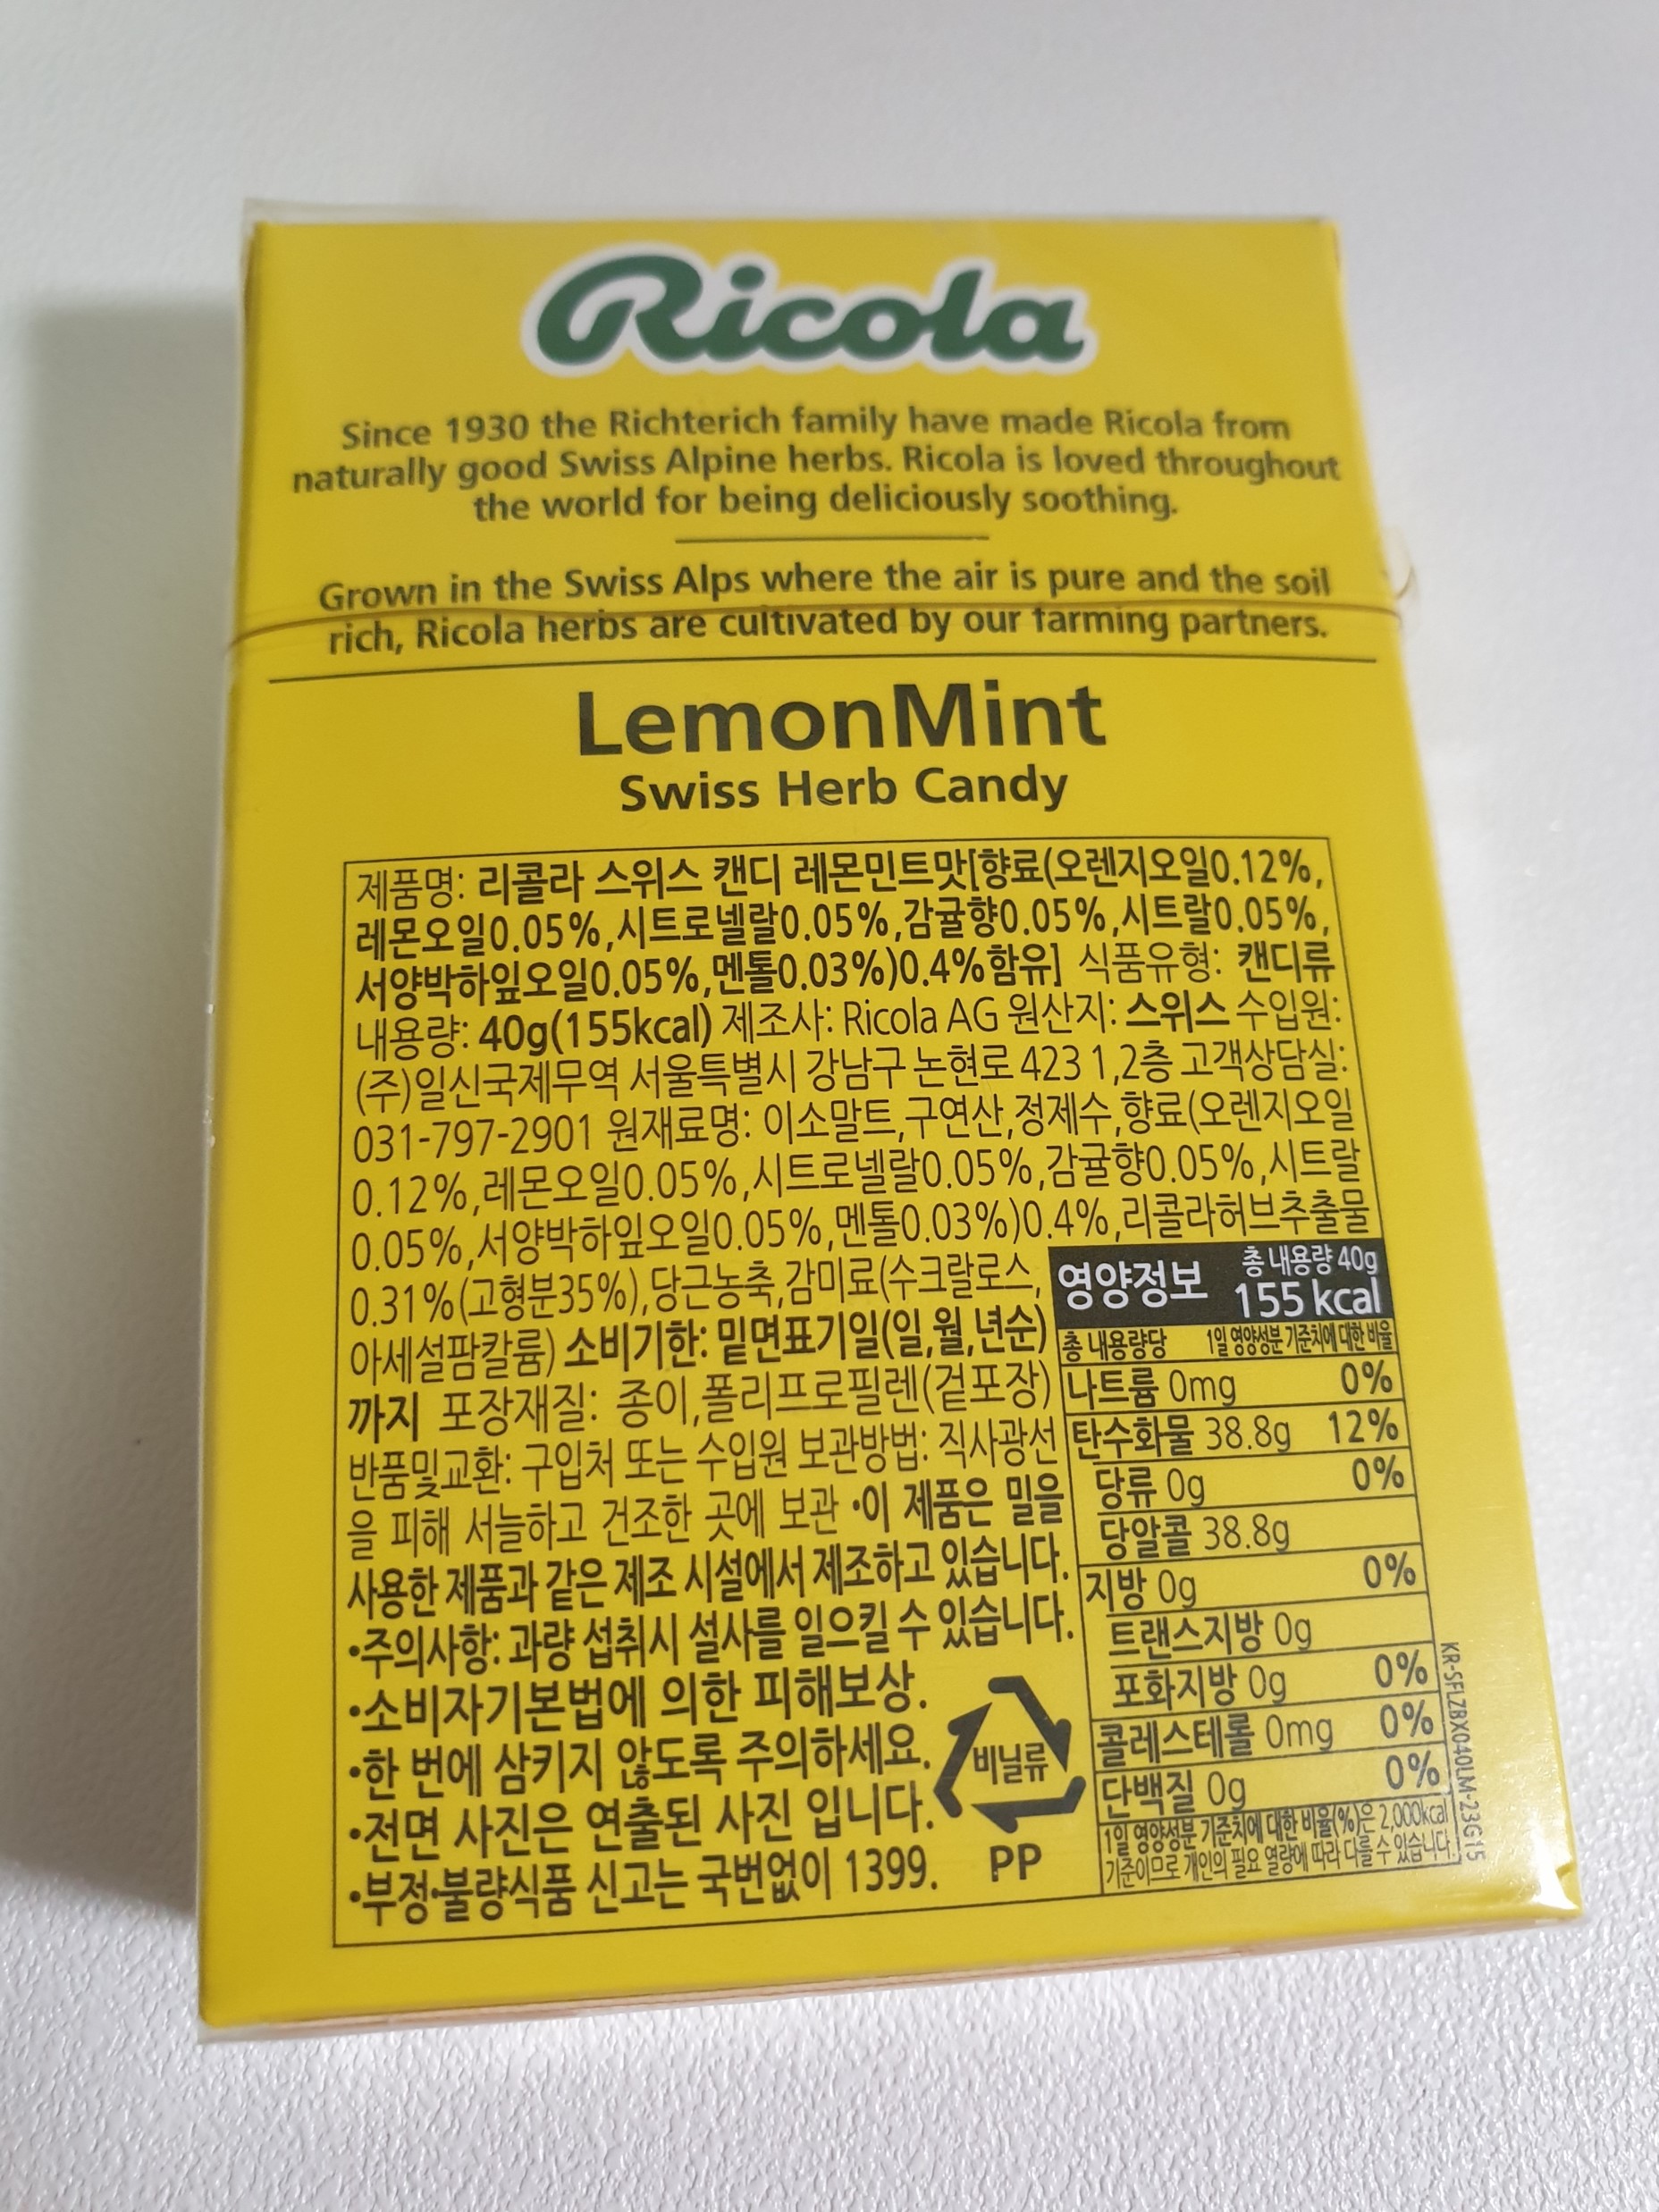 Ricola
Since 1930 the Richterich family have made Ricola from
naturally good Swiss Alpine herbs. Ricola is loved throughout
the world for being deliciously soothing.
Grown in the Swiss Alps where the air is pure and the soil
rich, Ricola herbs are cultivated by our farming partners.
LemonMint
Swiss Herb Candy
제품명: 리콜라 스위스 캔디 레몬민트맛[향료(오렌지오일0.12%,
레몬오일0.05%,시트로넬랄0.05%,감귤향0.05%,시트랄0.05%,
서양박하잎오일0.05%,멘톨0.03%)0.4%함유] 식품유형: 캔디류
내용량: 40g(155kcal) 제조사: Ricola AG 원산지: 스위스 수입원:
(주)일신국제무역 서울특별시 강남구 논현로 423 1,2층 고객상담실:
031-797-2901 원재료명: 이소말트,구연산,정제수,향료(오렌지오일
0.12%,레몬오일0.05%,시트로넬랄0.05%,감귤향0.05%,시트랄
0.05%,서양박하잎오일0.05%,멘톨0.03%)0.4%,리콜라허브추출물
0.31%(고형분35%),당근농축,감미료(수크랄로스,
아세설팜칼륨) 소비기한: 밑면표기일(일,월,년순)
까지 포장재질: 종이,폴리프로필렌(겉포장)
반품및교환: 구입처 또는 수입원 보관방법: 직사광선
을 피해 서늘하고 건조한 곳에 보관 •이 제품은 밀을
사용한 제품과 같은 제조 시설에서 제조하고 있습니다.
•주의사항: 과량 섭취시 설사를 일으킬 수 있습니다.
•소비자기본법에 의한 피해보상.
•한 번에 삼키지 않도록 주의하세요.
•전면 사진은 연출된 사진 입니다.
•부정•불량식품 신고는 국번없이 1399.
비닐류
PP
영양정보 총 내용량 40g
155 kcal
총 내용량당 1일 영양성분 기준치에 대한 비율
나트륨 0mg 0%
탄수화물 38.8g 12%
당류 0g 0%
당알콜 38.8g
지방 0g 0%
트랜스지방 0g
포화지방 0g 0%
콜레스테롤 0mg 0%
단백질 0g 0%
1일 영양성분 기준치에 대한 비율(%)은 2,000kcal
기준이므로 개인의 필요 열량에 따라 다를 수 있습니다.
KR-SFLZBX040LM-23G15